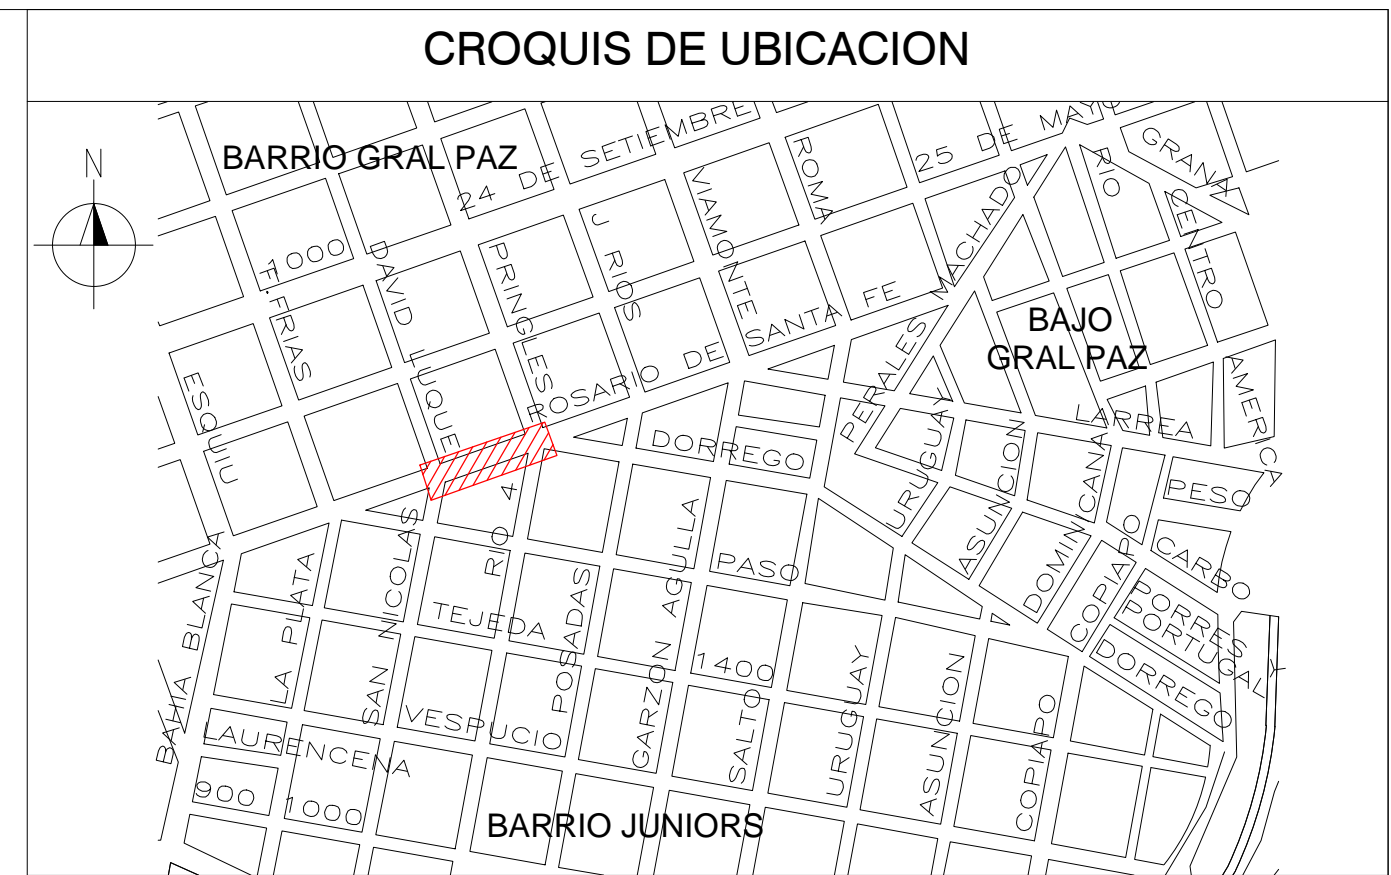 CROQUIS DE UBICACION
N
BARRIO GRAL PAZ
24 DE SETIEMBRE
25 DE MAYO
GRANA
RIO
CENTRO
ROMA
VIAMONTE
J RIOS
PRINGLES
DAVID LUQUE
1000
F.FRIAS
ESQUIU
PERALES MACHADO
ROSARIO DE SANTA FE
BAJO
GRAL PAZ
AMERICA
LARREA
DORREGO
URUGUAY
ASUNCION
DOMINICANA
COPIAPO
PESO
CARBO
PORRES Y
PORTUGAL
DORREGO
BAHIA BLANCA
LA PLATA
SAN NICOLAS
RIO 4
POSADAS
GARZON AGULLA
PASO
TEJEDA
1400
SALTO
URUGUAY
ASUNCION
COPIAPO
VESPUCIO
LAURENCENA
900
1000
BARRIO JUNIORS